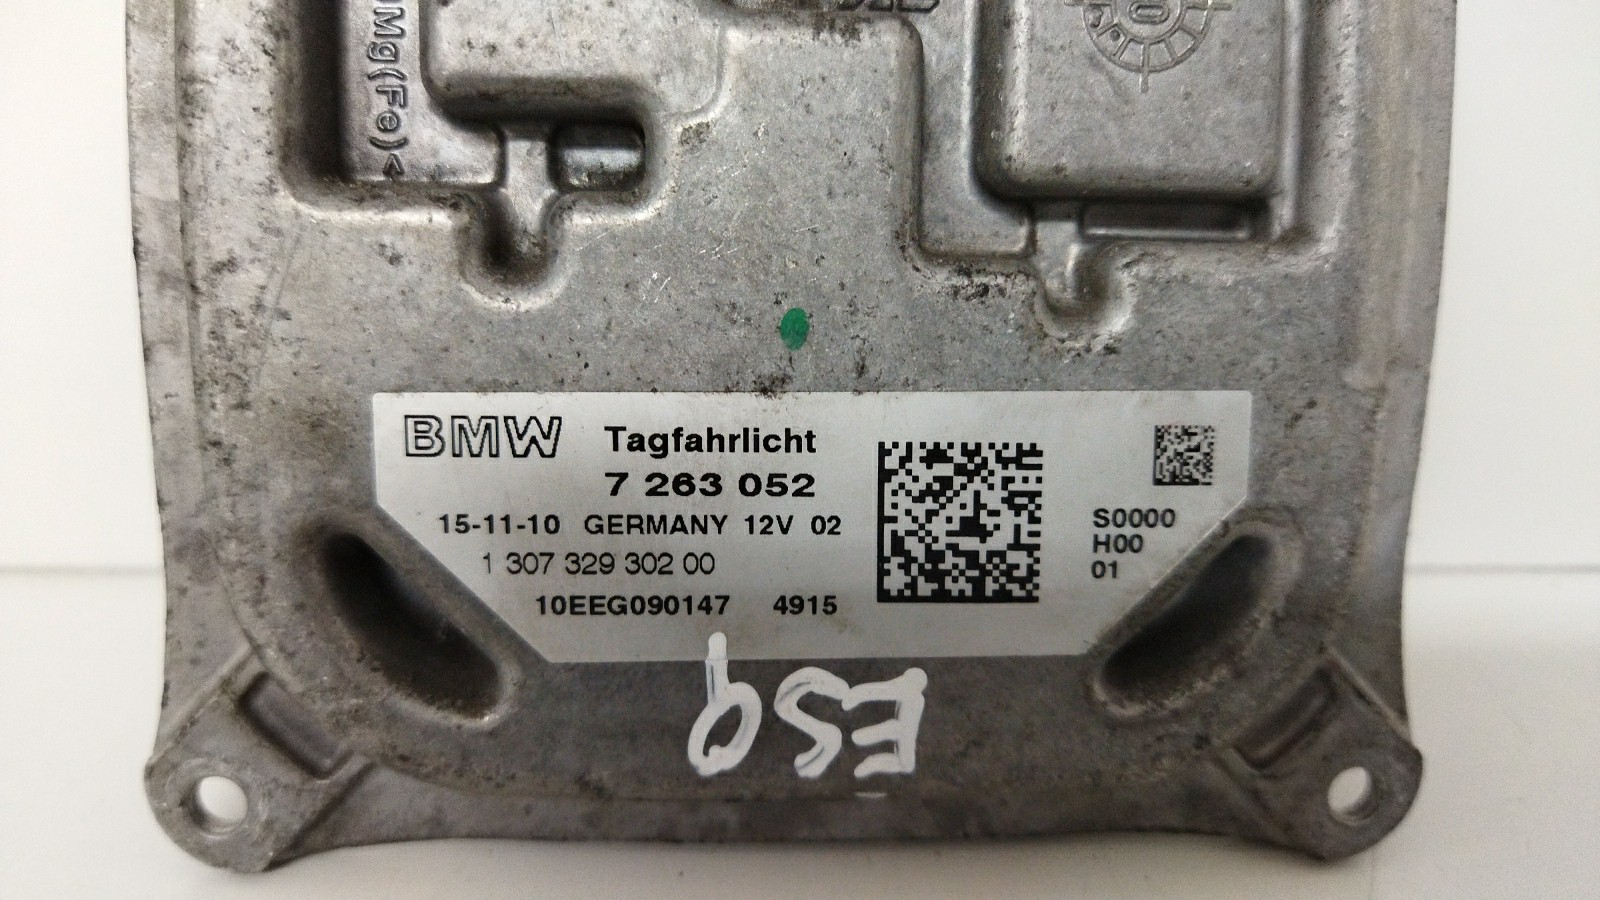 Mg(Fe)<
BMW Tagfahrlicht
7 263 052
15-11-10 GERMANY 12V 02
1 307 329 302 00
10EEG090147 4915
S0000
H00
01
ES9